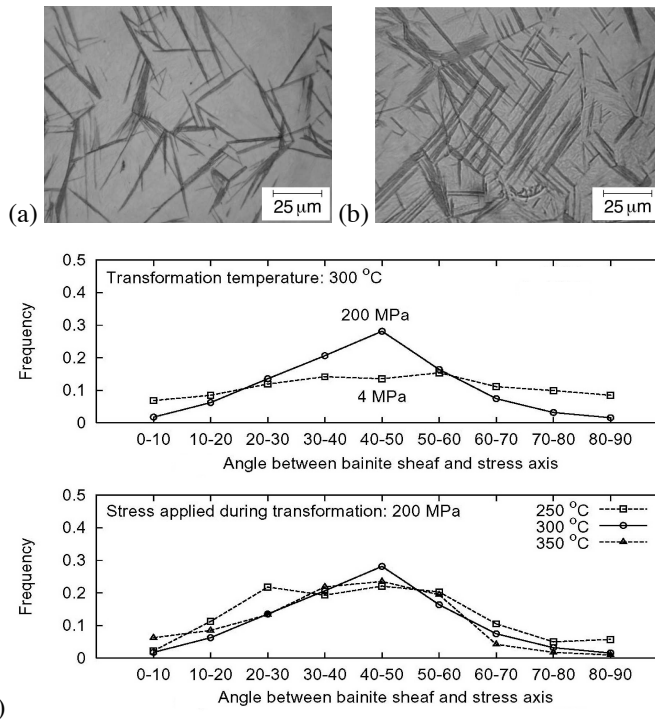 (a)
25 μm
(b)
25 μm
Transformation temperature: 300 °C
200 MPa
4 MPa
Frequency
0.5
0.4
0.3
0.2
0.1
0
0-10 10-20 20-30 30-40 40-50 50-60 60-70 70-80 80-90
Angle between bainite sheaf and stress axis
Stress applied during transformation: 200 MPa
250 °C
300 °C
350 °C
Frequency
0.5
0.4
0.3
0.2
0.1
0
0-10 10-20 20-30 30-40 40-50 50-60 60-70 70-80 80-90
Angle between bainite sheaf and stress axis
)